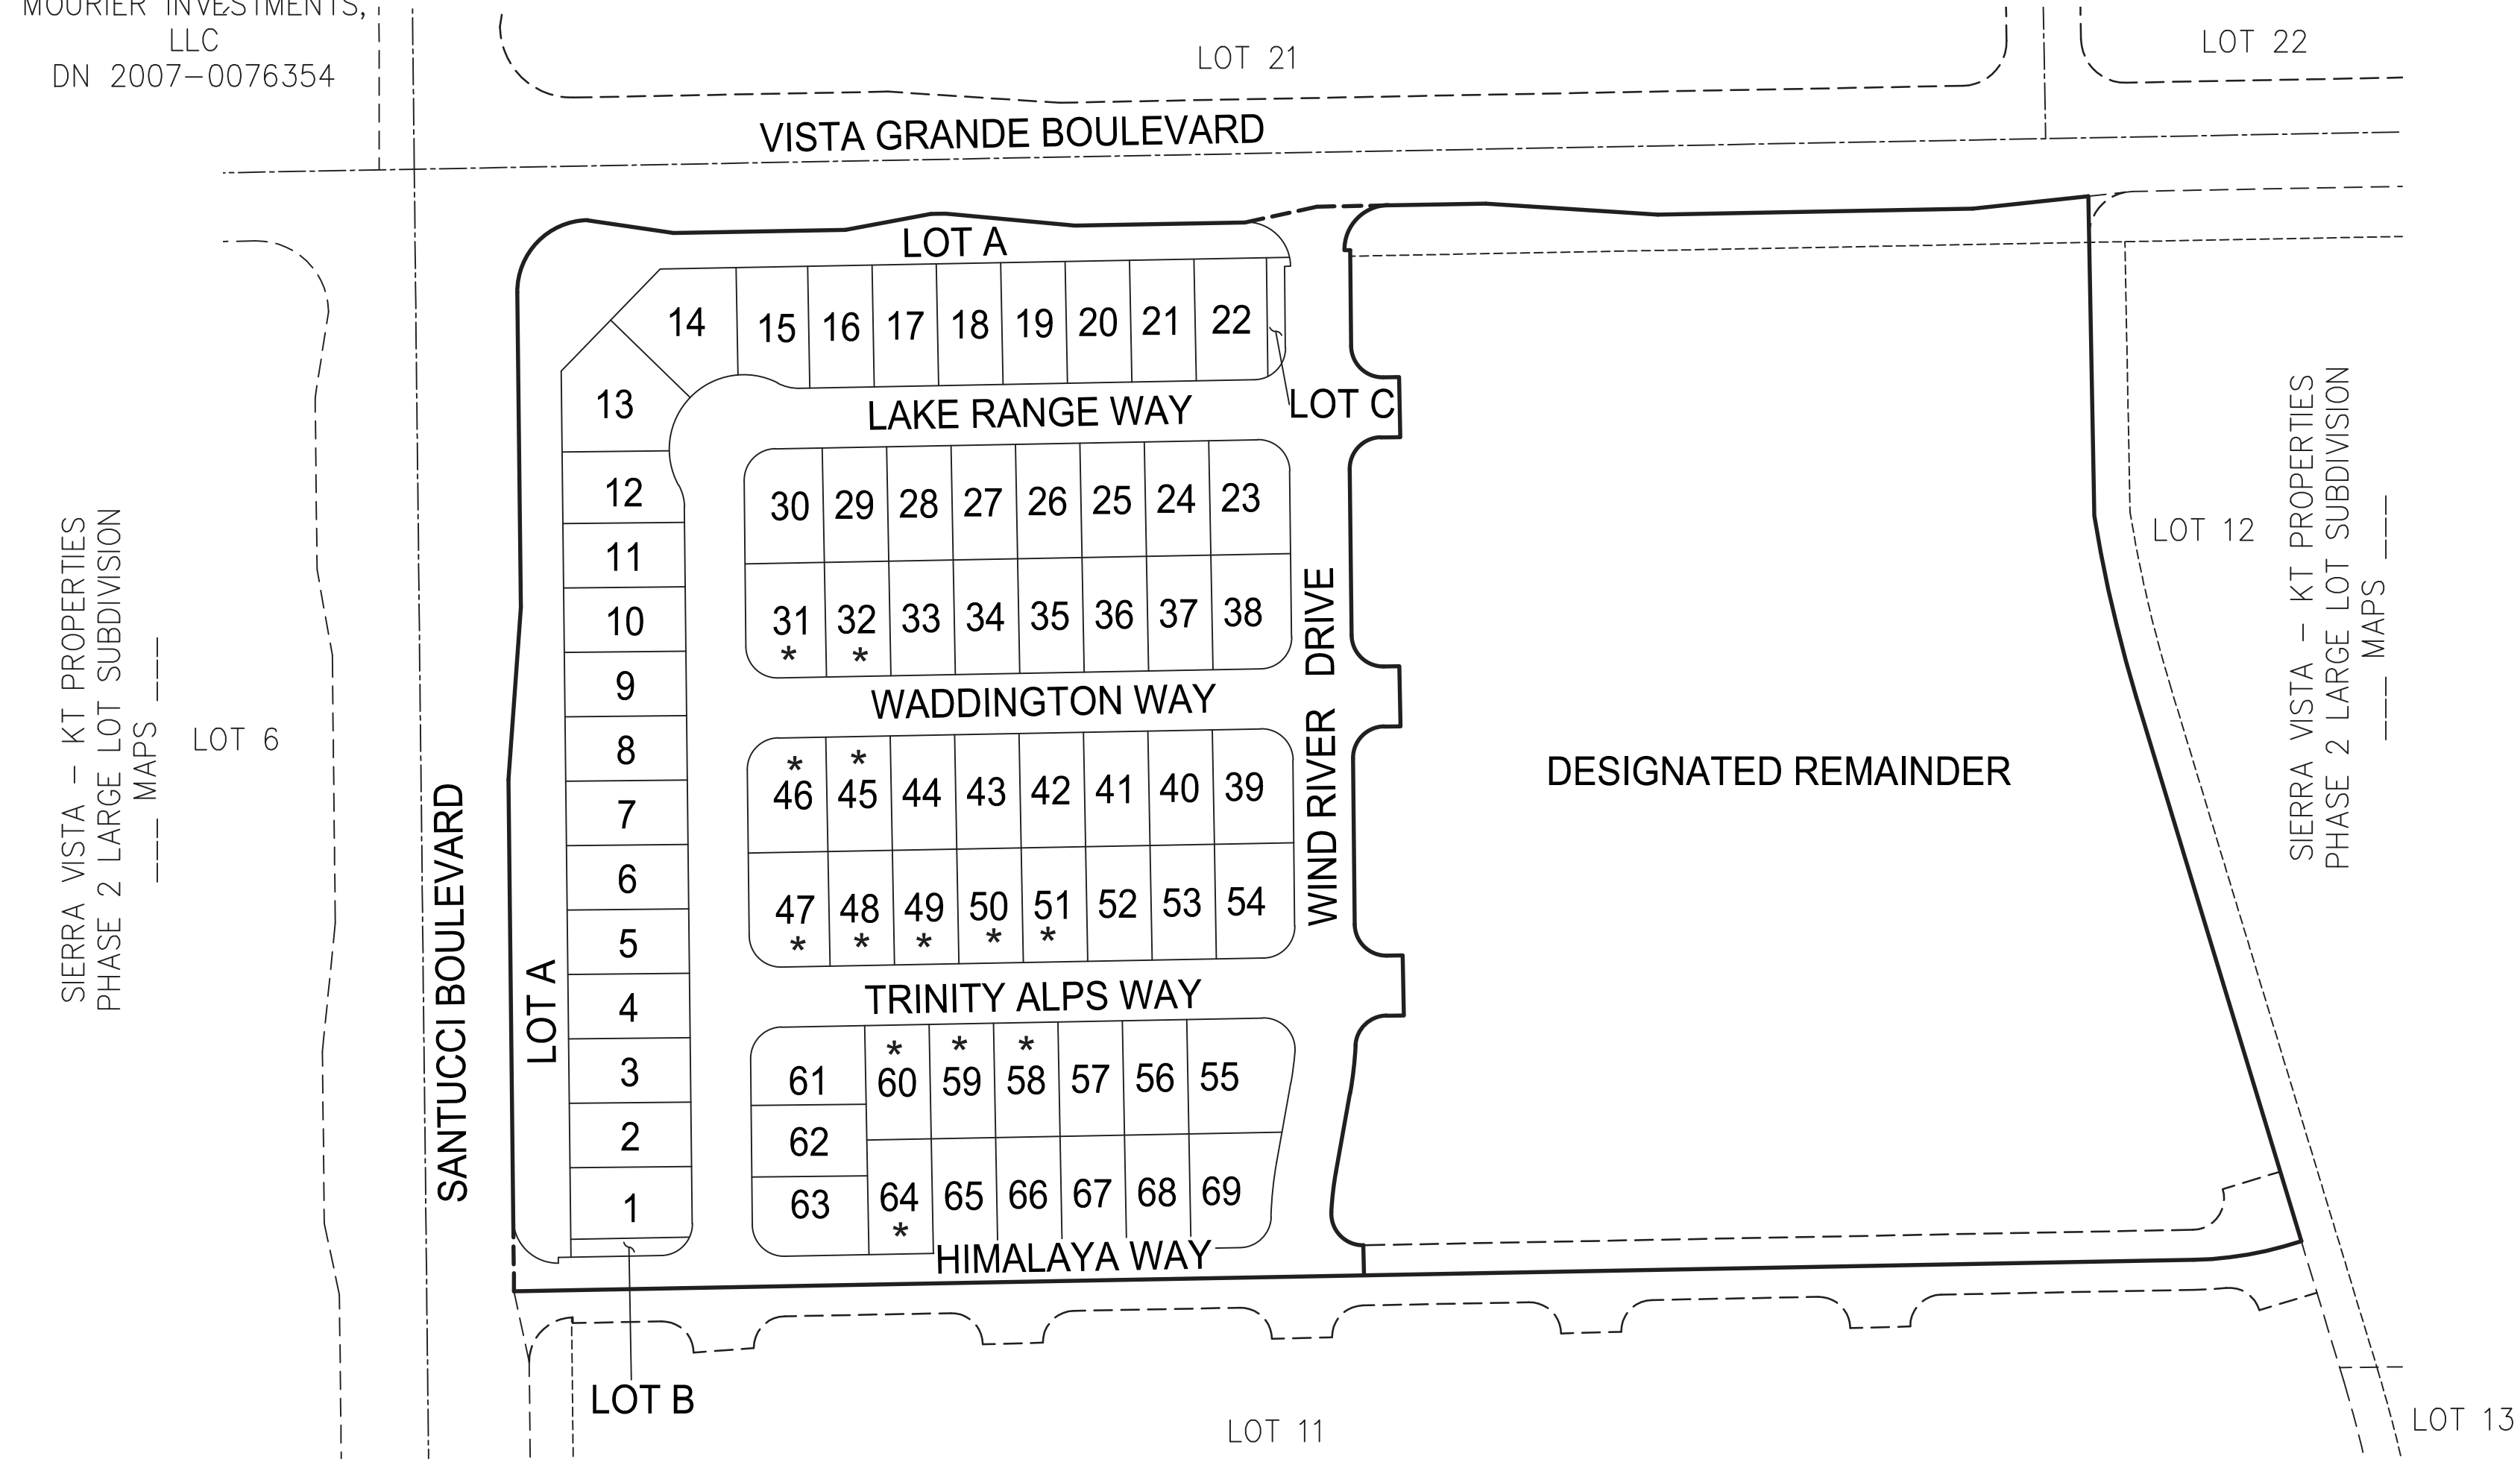 MOURIER INVESTMENTS,
LLC
DN 2007-0076354
LOT 21
LOT 22
VISTA GRANDE BOULEVARD
LOT A
14 15 16 17 18 19 20 21 22
13
LAKE RANGE WAY
LOT C
12
30 29 28 27 26 25 24 23
11
10
31 32 33 34 35 36 37 38
* *
9
WADDINGTON WAY
WIND RIVER DRIVE
8
* *
46 45 44 43 42 41 40 39
7
6
47 48 49 50 51 52 53 54
* * * * *
5
TRINITY ALPS WAY
4
* * *
61 60 59 58 57 56 55
3
62
2
63 64 65 66 67 68 69
*
1
HIMALAYA WAY
LOT A
SANTUCCI BOULEVARD
LOT B
DESIGNATED REMAINDER
SIERRA VISTA – KT PROPERTIES
PHASE 2 LARGE LOT SUBDIVISION
____ MAPS ____
LOT 6
LOT 12
SIERRA VISTA – KT PROPERTIES
PHASE 2 LARGE LOT SUBDIVISION
____ MAPS ____
LOT 11
LOT 13